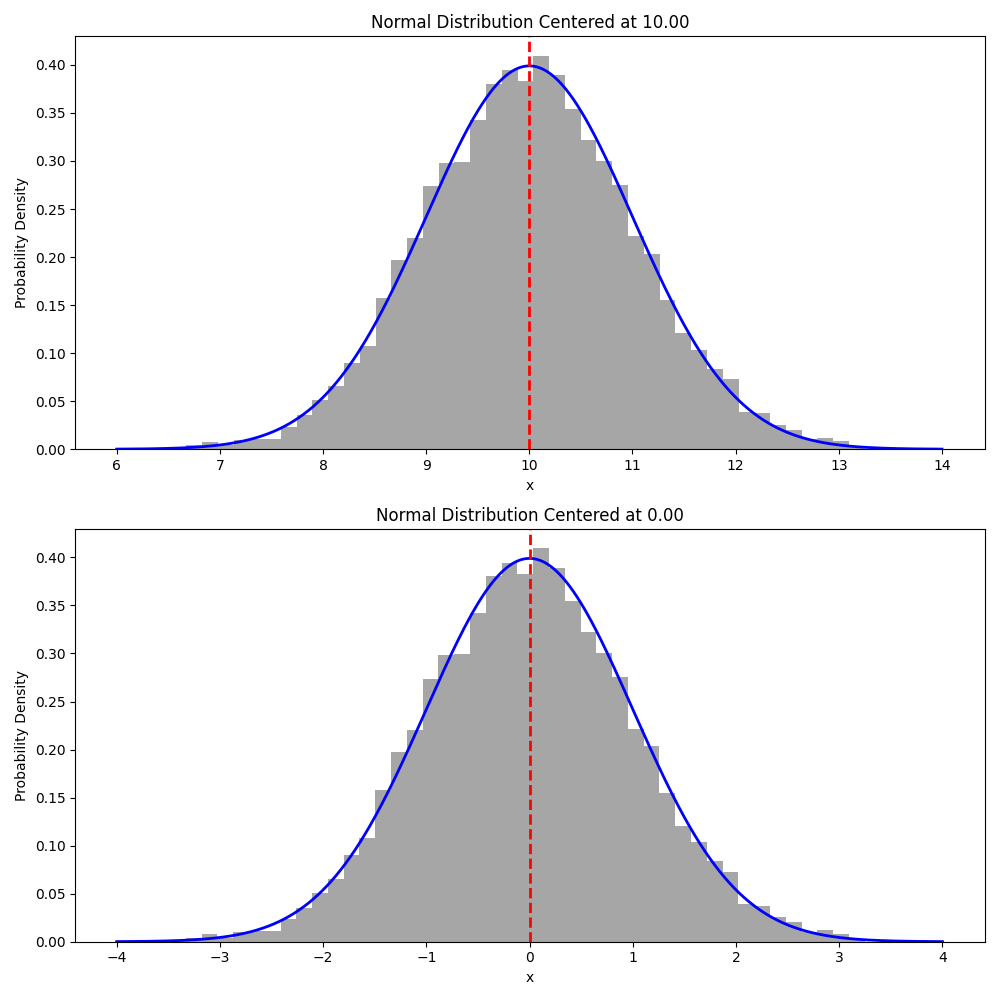 Normal Distribution Centered at 10.00
0.40
0.35
0.30
0.25
0.20
0.15
0.10
0.05
0.00
Probability Density
6 7 8 9 10 11 12 13 14
x
Normal Distribution Centered at 0.00
0.40
0.35
0.30
0.25
0.20
0.15
0.10
0.05
0.00
Probability Density
−4 −3 −2 −1 0 1 2 3 4
x